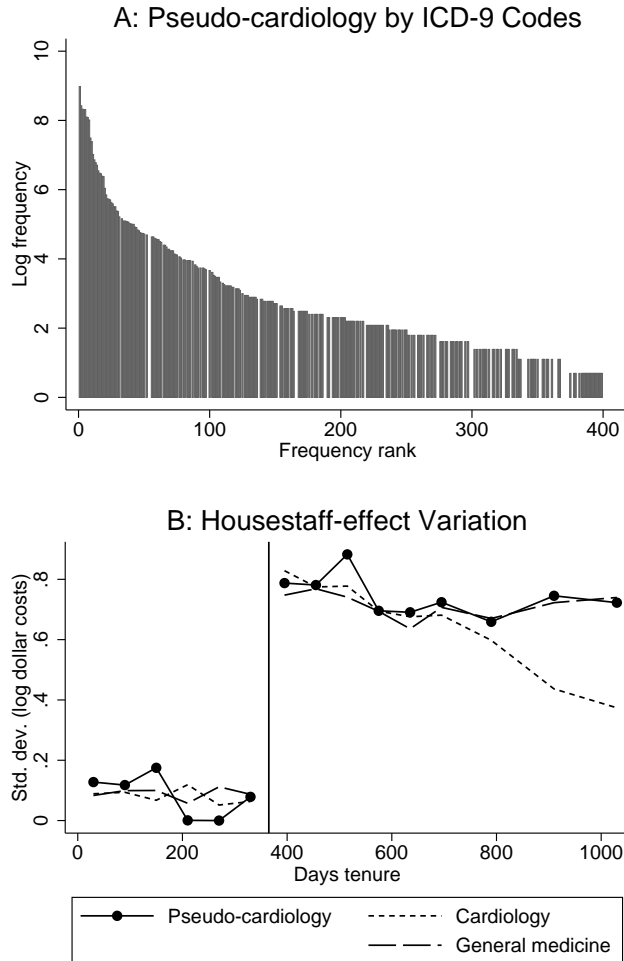 A: Pseudo-cardiology by ICD-9 Codes
Log frequency
10
8
6
4
2
0
0 100 200 300 400
Frequency rank
B: Housestaff-effect Variation
Std. dev. (log dollar costs)
.8
.6
.4
.2
0
0 200 400 600 800 1000
Days tenure
Pseudo-cardiology Cardiology
General medicine